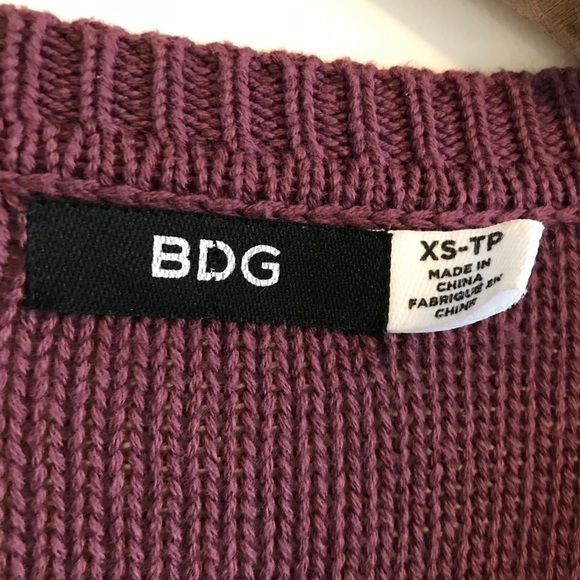 BDG
XS-TP
MADE IN
CHINA
FABRIQUÉ EN
CHINE